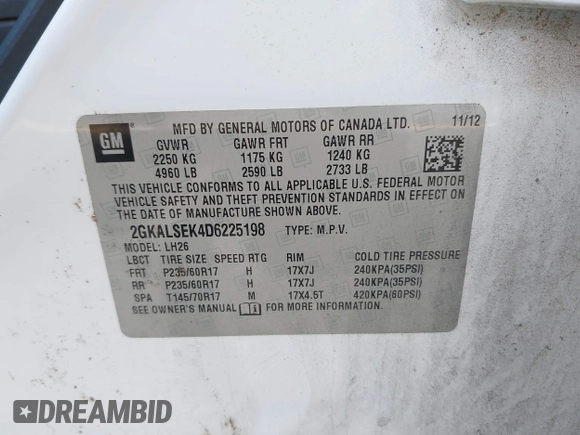 GM
MFD BY GENERAL MOTORS OF CANADA LTD. 11/12
GVWR GAWR FRT GAWR RR
2250 KG 1175 KG 1240 KG
4960 LB 2590 LB 2733 LB
THIS VEHICLE CONFORMS TO ALL APPLICABLE U.S. FEDERAL MOTOR
VEHICLE SAFETY AND THEFT PREVENTION STANDARDS IN EFFECT ON
THE DATE OF MANUFACTURE SHOWN ABOVE.
2GKALSEK4D6225198 TYPE: M.P.V.
MODEL: LH26
LBCT TIRE SIZE SPEED RTG RIM COLD TIRE PRESSURE
FRT P235/60R17 H 17X7J 240KPA(35PSI)
RR P235/60R17 H 17X7J 240KPA(35PSI)
SPA T145/70R17 M 17X4.5T 420KPA(60PSI)
SEE OWNER'S MANUAL FOR MORE INFORMATION.
DREAMBID